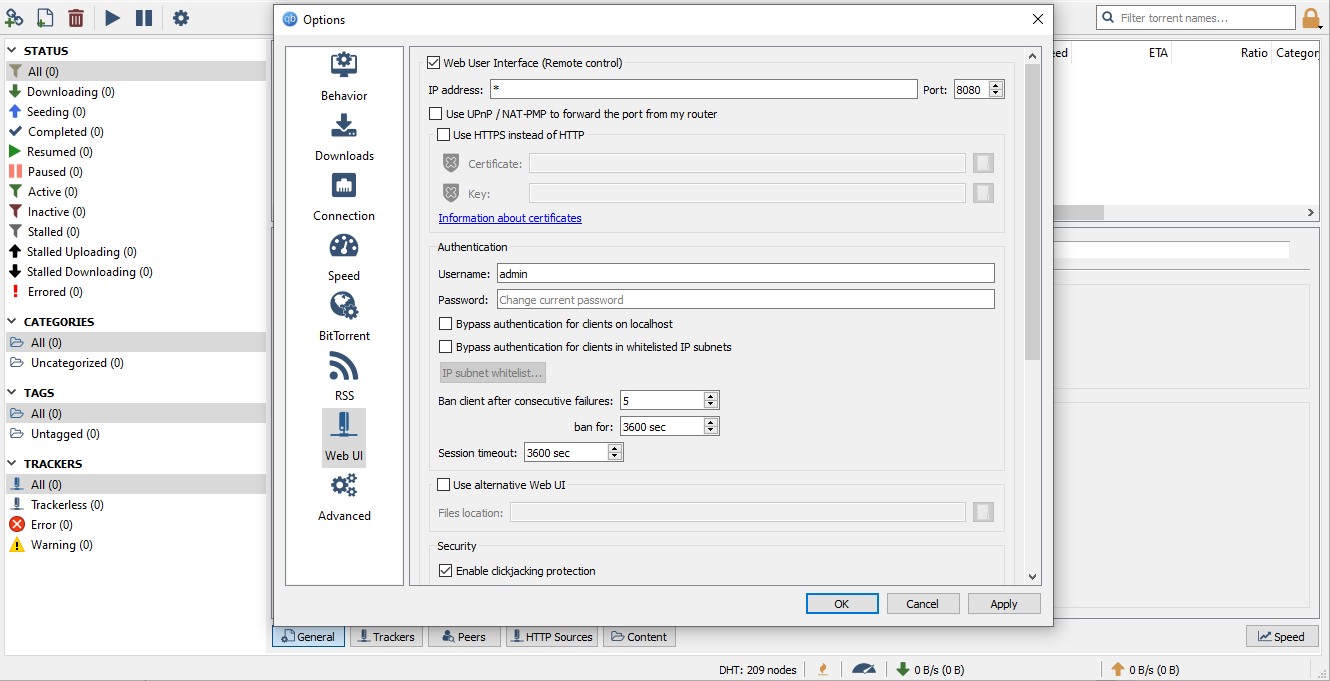 Options
Filter torrent names...
STATUS
All (0)
Downloading (0)
Seeding (0)
Completed (0)
Resumed (0)
Paused (0)
Active (0)
Inactive (0)
Stalled (0)
Stalled Uploading (0)
Stalled Downloading (0)
Errored (0)
CATEGORIES
All (0)
Uncategorized (0)
TAGS
All (0)
Untagged (0)
TRACKERS
All (0)
Trackerless (0)
Error (0)
Warning (0)
Behavior
Downloads
Connection
Speed
BitTorrent
RSS
Web UI
Advanced
Web User Interface (Remote control)
IP address: * Port: 8080
Use UPnP / NAT-PMP to forward the port from my router
Use HTTPS instead of HTTP
Certificate:
Key:
Information about certificates
Authentication
Username: admin
Password: Change current password
Bypass authentication for clients on localhost
Bypass authentication for clients in whitelisted IP subnets
IP subnet whitelist...
Ban client after consecutive failures: 5
ban for: 3600 sec
Session timeout: 3600 sec
Use alternative Web UI
Files location:
Security
Enable clickjacking protection
OK Cancel Apply
ed ETA Ratio Categor
General Trackers Peers HTTP Sources Content Speed
DHT: 209 nodes 0 B/s (0 B) 0 B/s (0 B)